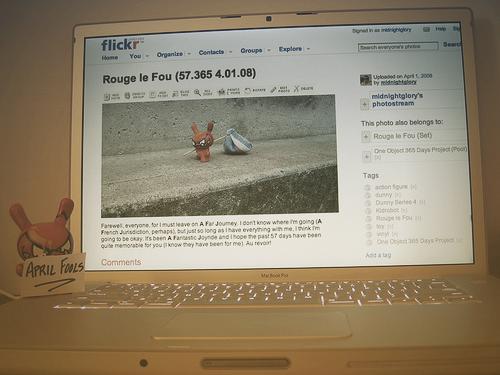 Signed in as midnightglory Help
flickr
Home You Organize Contacts Groups Explore
Search everyone's photos Search
Rouge le Fou (57.365 4.01.08)
Uploaded on April 1, 2008
by midnightglory
midnightglory's
photostream
This photo also belongs to:
Rouge le Fou (Set)
One Object 365 Days Project (Pool)
Tags
action figure
dunny
Dunny Series 4
Kidrobot
Rouge le Fou
toy
vinyl
One Object 365 Days Project
Add a tag
Farewell, everyone, for I must leave on A Far Journey. I don't know where I'm going (A
French Jurisdiction, perhaps), but just so long as I have everything with me, I think I'm
going to be okay. It's been A Fantastic Joyride and I hope the past 57 days have been
quite memorable for you (I know they have been for me). Au revoir!
Comments
MacBook Pro
APRIL FOOLS